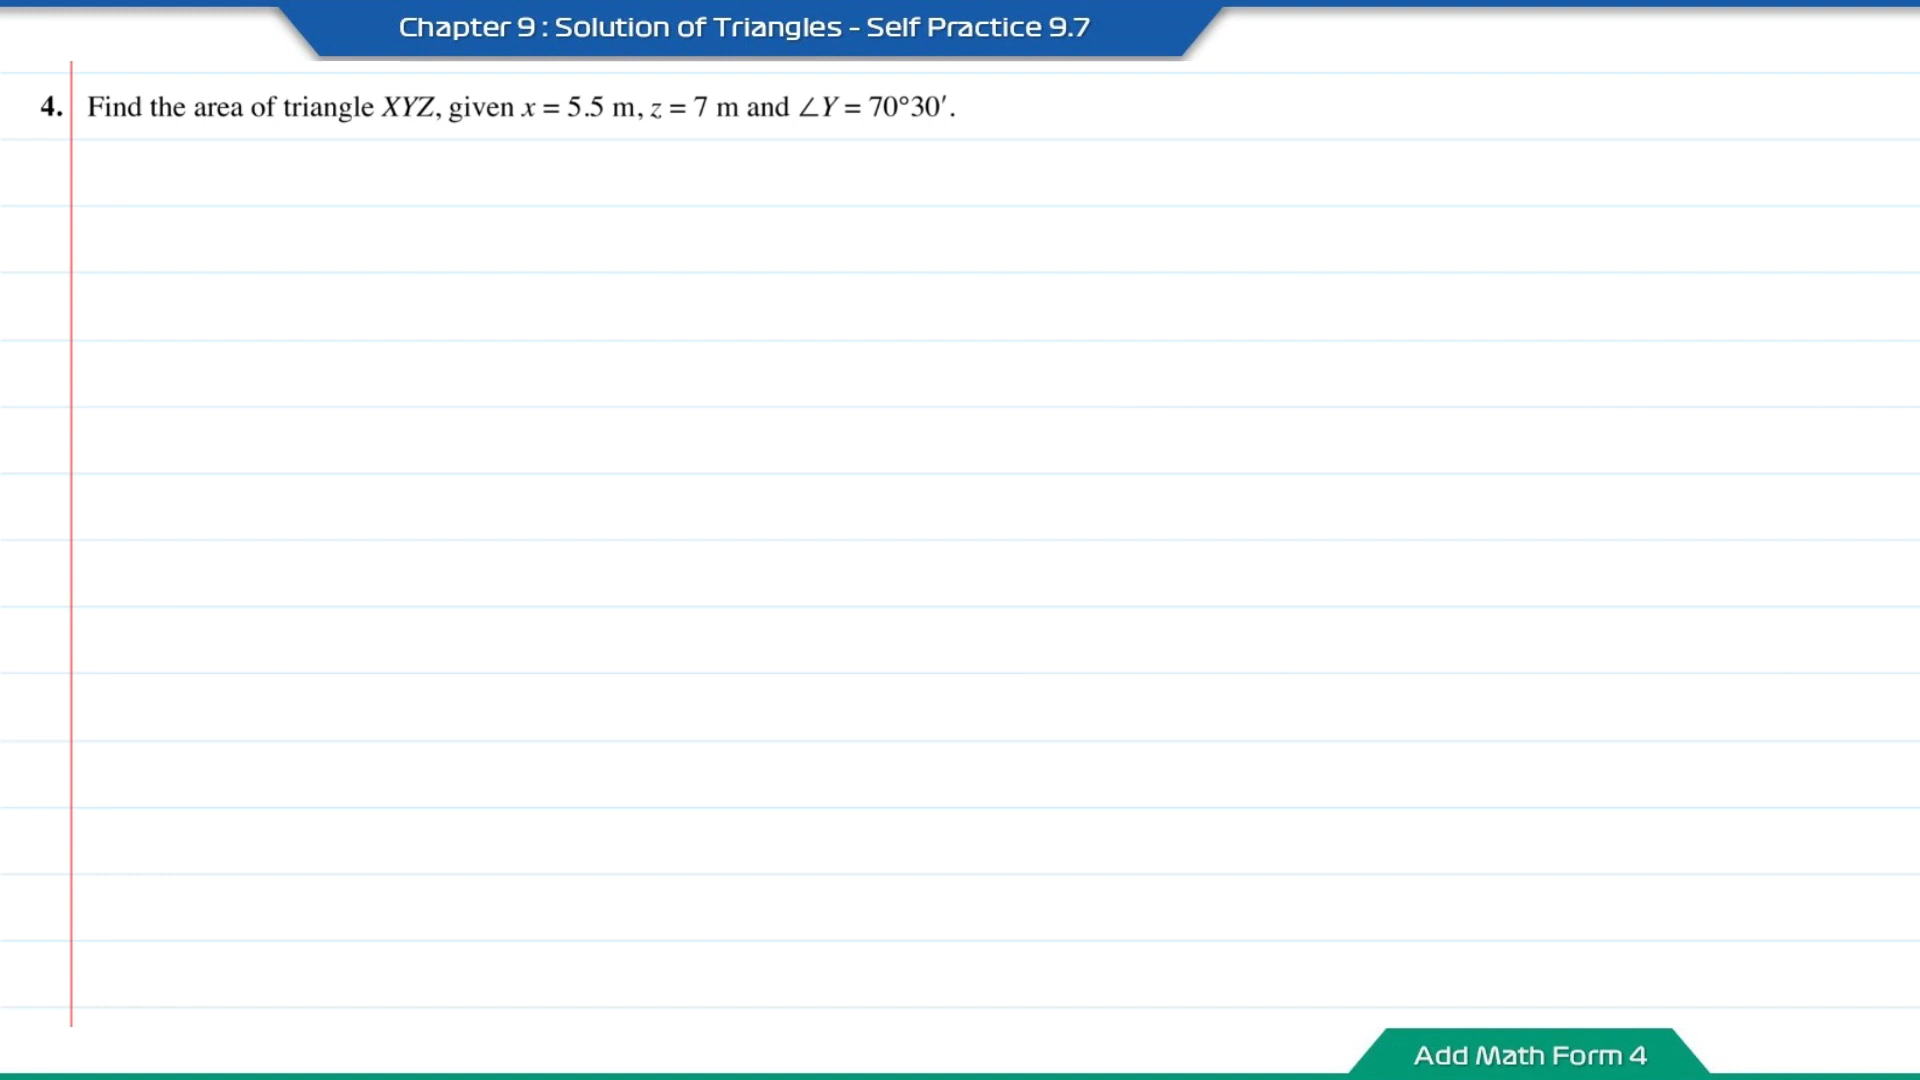 Chapter 9 : Solution of Triangles - Self Practice 9.7
4. Find the area of triangle XYZ, given x = 5.5 m, z = 7 m and ∠Y = 70°30′.
Add Math Form 4